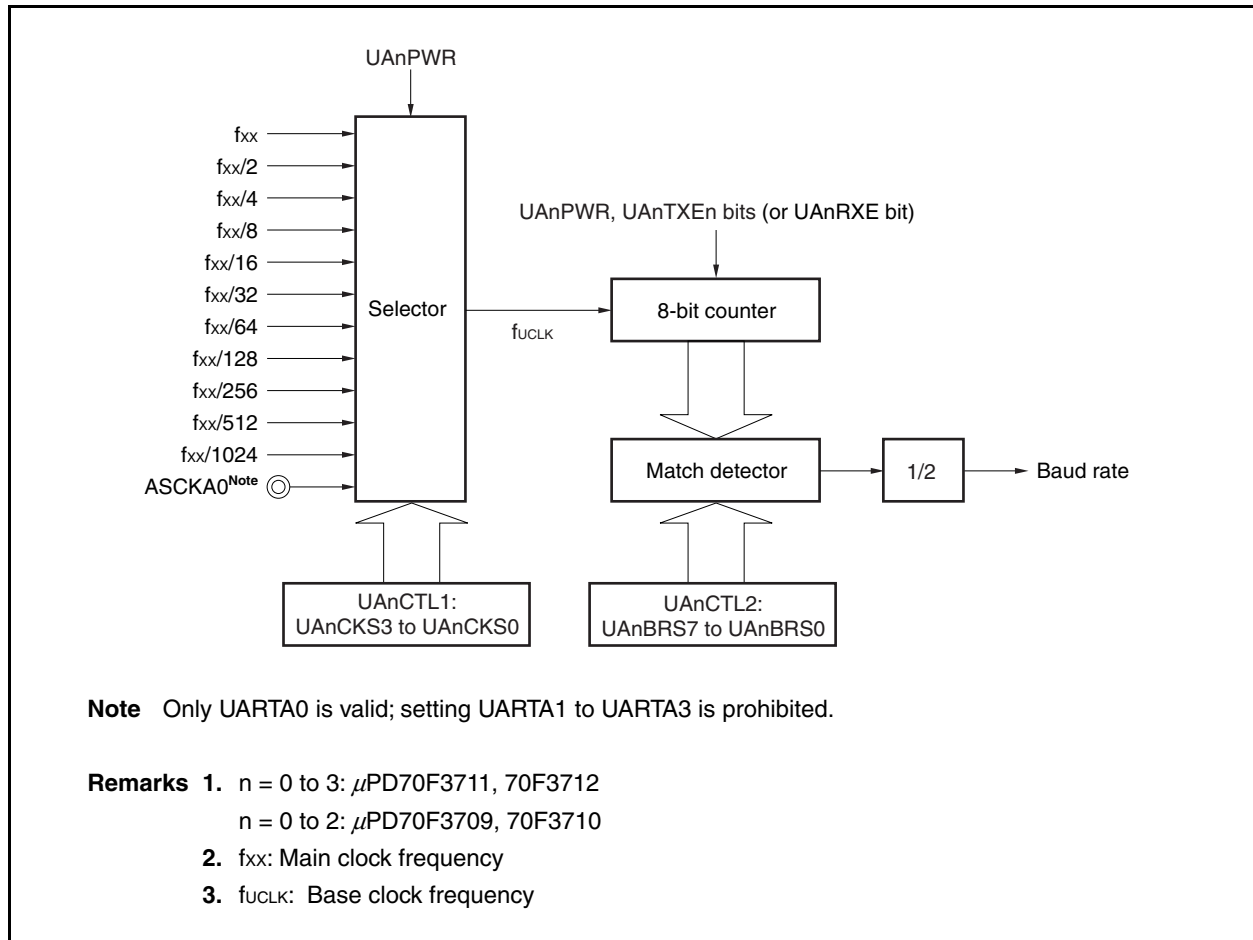 UAnPWR
fXX
fXX/2
fXX/4
fXX/8
fXX/16
fXX/32
fXX/64
fXX/128
fXX/256
fXX/512
fXX/1024
ASCKA0Note
Selector
fUCLK
UAnPWR, UAnTXEn bits (or UAnRXE bit)
8-bit counter
Match detector
1/2
Baud rate
UAnCTL1:
UAnCKS3 to UAnCKS0
UAnCTL2:
UAnBRS7 to UAnBRS0
Note Only UARTA0 is valid; setting UARTA1 to UARTA3 is prohibited.
Remarks 1. n = 0 to 3: μPD70F3711, 70F3712
n = 0 to 2: μPD70F3709, 70F3710
2. fXX: Main clock frequency
3. fUCLK: Base clock frequency